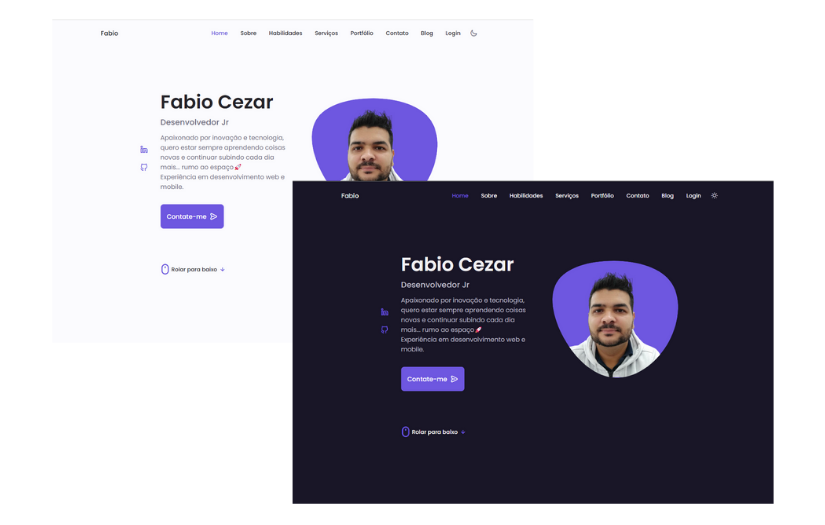 Fabio Home Sobre Habilidades Serviços Portfólio Contato Blog Login
Fabio Cezar
Desenvolvedor Jr
Apaixonado por inovação e tecnologia,
quero estar sempre aprendendo coisas
novas e continuar subindo cada dia
mais... rumo ao espaço 🚀
Experiência em desenvolvimento web e
mobile.
Contate-me
Rolar para baixo ↓
Fabio Home Sobre Habilidades Serviços Portfólio Contato Blog Login
Fabio Cezar
Desenvolvedor Jr
Apaixonado por inovação e tecnologia,
quero estar sempre aprendendo coisas
novas e continuar subindo cada dia
mais... rumo ao espaço 🚀
Experiência em desenvolvimento web e
mobile.
Contate-me
Rolar para baixo ↓